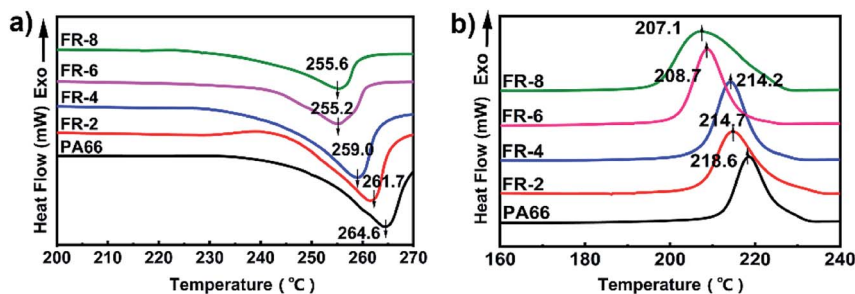 a)
Heat Flow (mW) Exo
FR-8
FR-6
FR-4
FR-2
PA66
255.6
255.2
259.0
261.7
264.6
200 210 220 230 240 250 260 270
Temperature (℃)
b)
Heat Flow (mW) Exo
FR-8
FR-6
FR-4
FR-2
PA66
207.1
208.7
214.2
214.7
218.6
160 180 200 220 240
Temperature (℃)